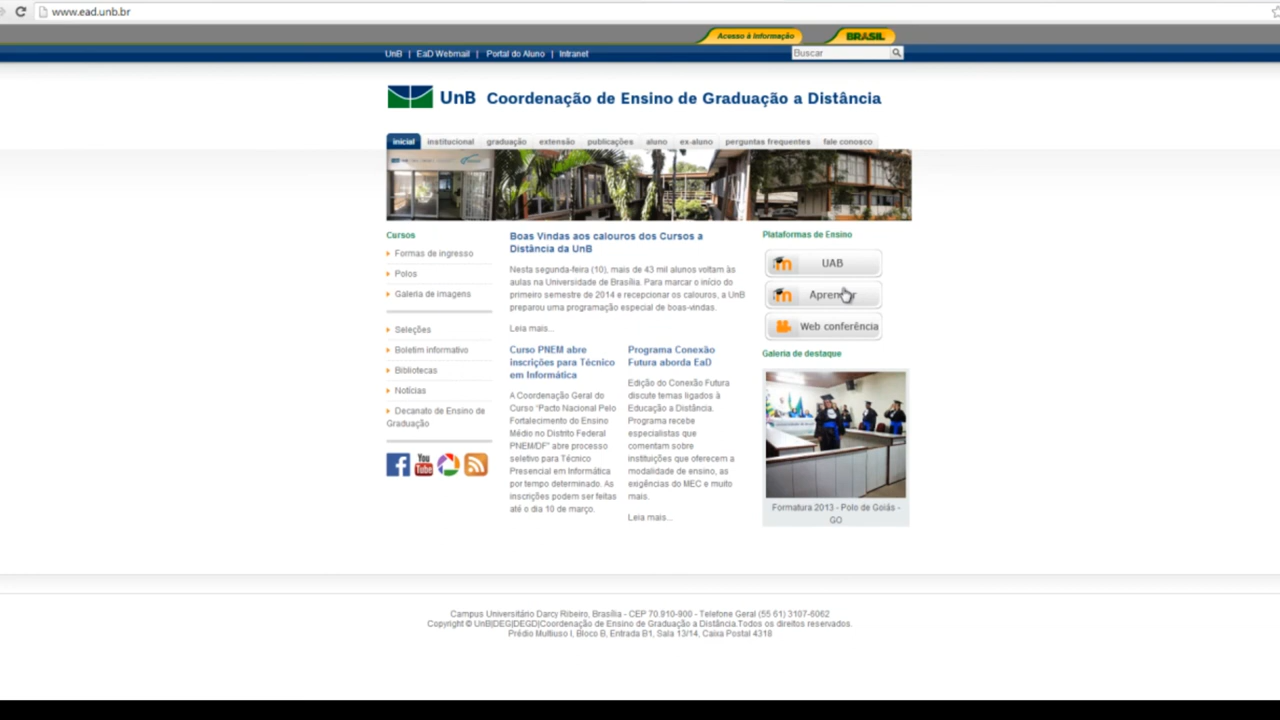 www.ead.unb.br
Acesso à informação
BRASIL
UnB | EaD Webmail | Portal do Aluno | Intranet
Buscar
UnB Coordenação de Ensino de Graduação a Distância
inicial institucional graduação extensão publicações aluno ex-aluno perguntas frequentes fale conosco
Cursos
Formas de ingresso
Polos
Galeria de imagens
Seleções
Boletim informativo
Bibliotecas
Notícias
Decanato de Ensino de
Graduação
You
Tube
Boas Vindas aos calouros dos Cursos a
Distância da UnB
Nesta segunda-feira (10), mais de 43 mil alunos voltam às
aulas na Universidade de Brasília. Para marcar o início do
primeiro semestre de 2014 e recepcionar os calouros, a UnB
preparou uma programação especial de boas-vindas.
Leia mais...
Curso PNEM abre
inscrições para Técnico
em Informática
A Coordenação Geral do
Curso “Pacto Nacional Pelo
Fortalecimento do Ensino
Médio no Distrito Federal
PNEM/DF” abre processo
seletivo para Técnico
Presencial em Informática
por tempo determinado. As
inscrições podem ser feitas
até o dia 10 de março.
Programa Conexão
Futura aborda EaD
Edição do Conexão Futura
discute temas ligados à
Educação a Distância.
Programa recebe
especialistas que
comentam sobre
instituições que oferecem a
modalidade de ensino, as
exigências do MEC e muito
mais.
Leia mais...
Plataformas de Ensino
UAB
Aprender
Web conferência
Galeria de destaque
Formatura 2013 - Polo de Goiás -
GO
Campus Universitário Darcy Ribeiro, Brasília - CEP 70.910-900 - Telefone Geral (55 61) 3107-6062
Copyright © UnB|DEG|DEGD|Coordenação de Ensino de Graduação a Distância.Todos os direitos reservados.
Prédio Multiuso I, Bloco B, Entrada B1, Sala 13/14, Caixa Postal 4318